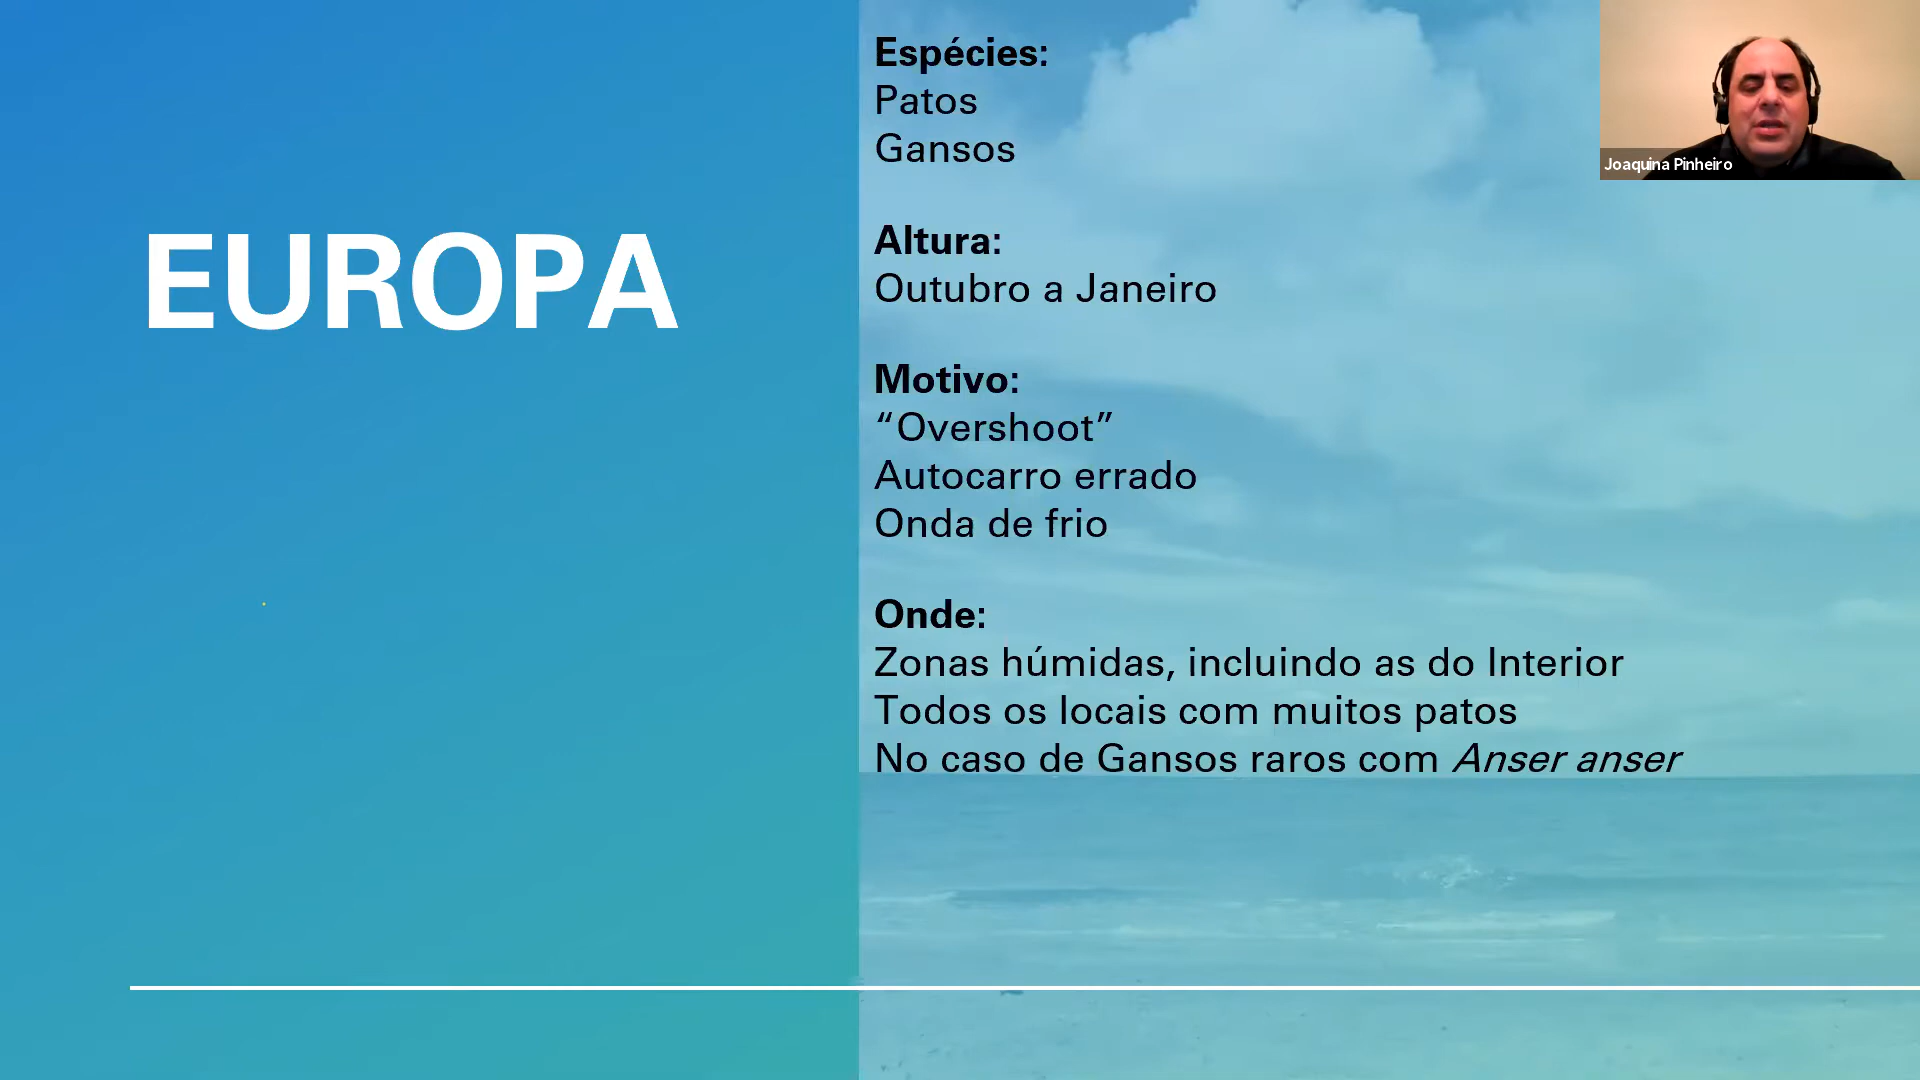 EUROPA
Espécies:
Patos
Gansos
Altura:
Outubro a Janeiro
Motivo:
“Overshoot”
Autocarro errado
Onda de frio
Onde:
Zonas húmidas, incluindo as do Interior
Todos os locais com muitos patos
No caso de Gansos raros com Anser anser
Joaquina Pinheiro